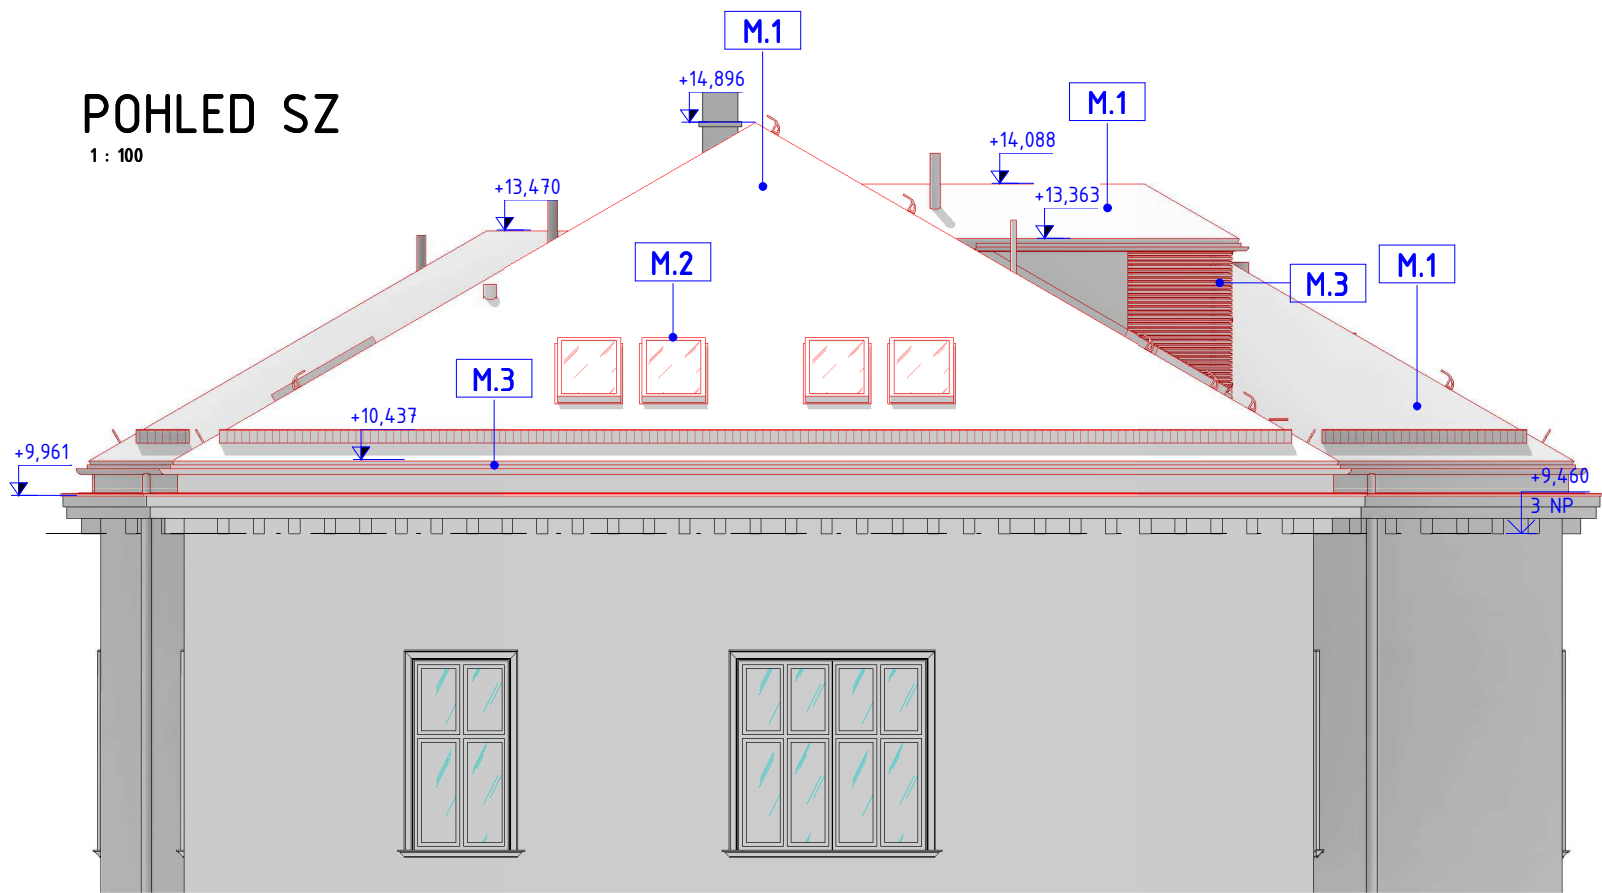 M.1
+14,896
POHLED SZ
1 : 100
M.1
+14,088
+13,470
+13,363
M.2
M.1
M.3
M.3
+10,437
+9,961
+9,460
3 NP